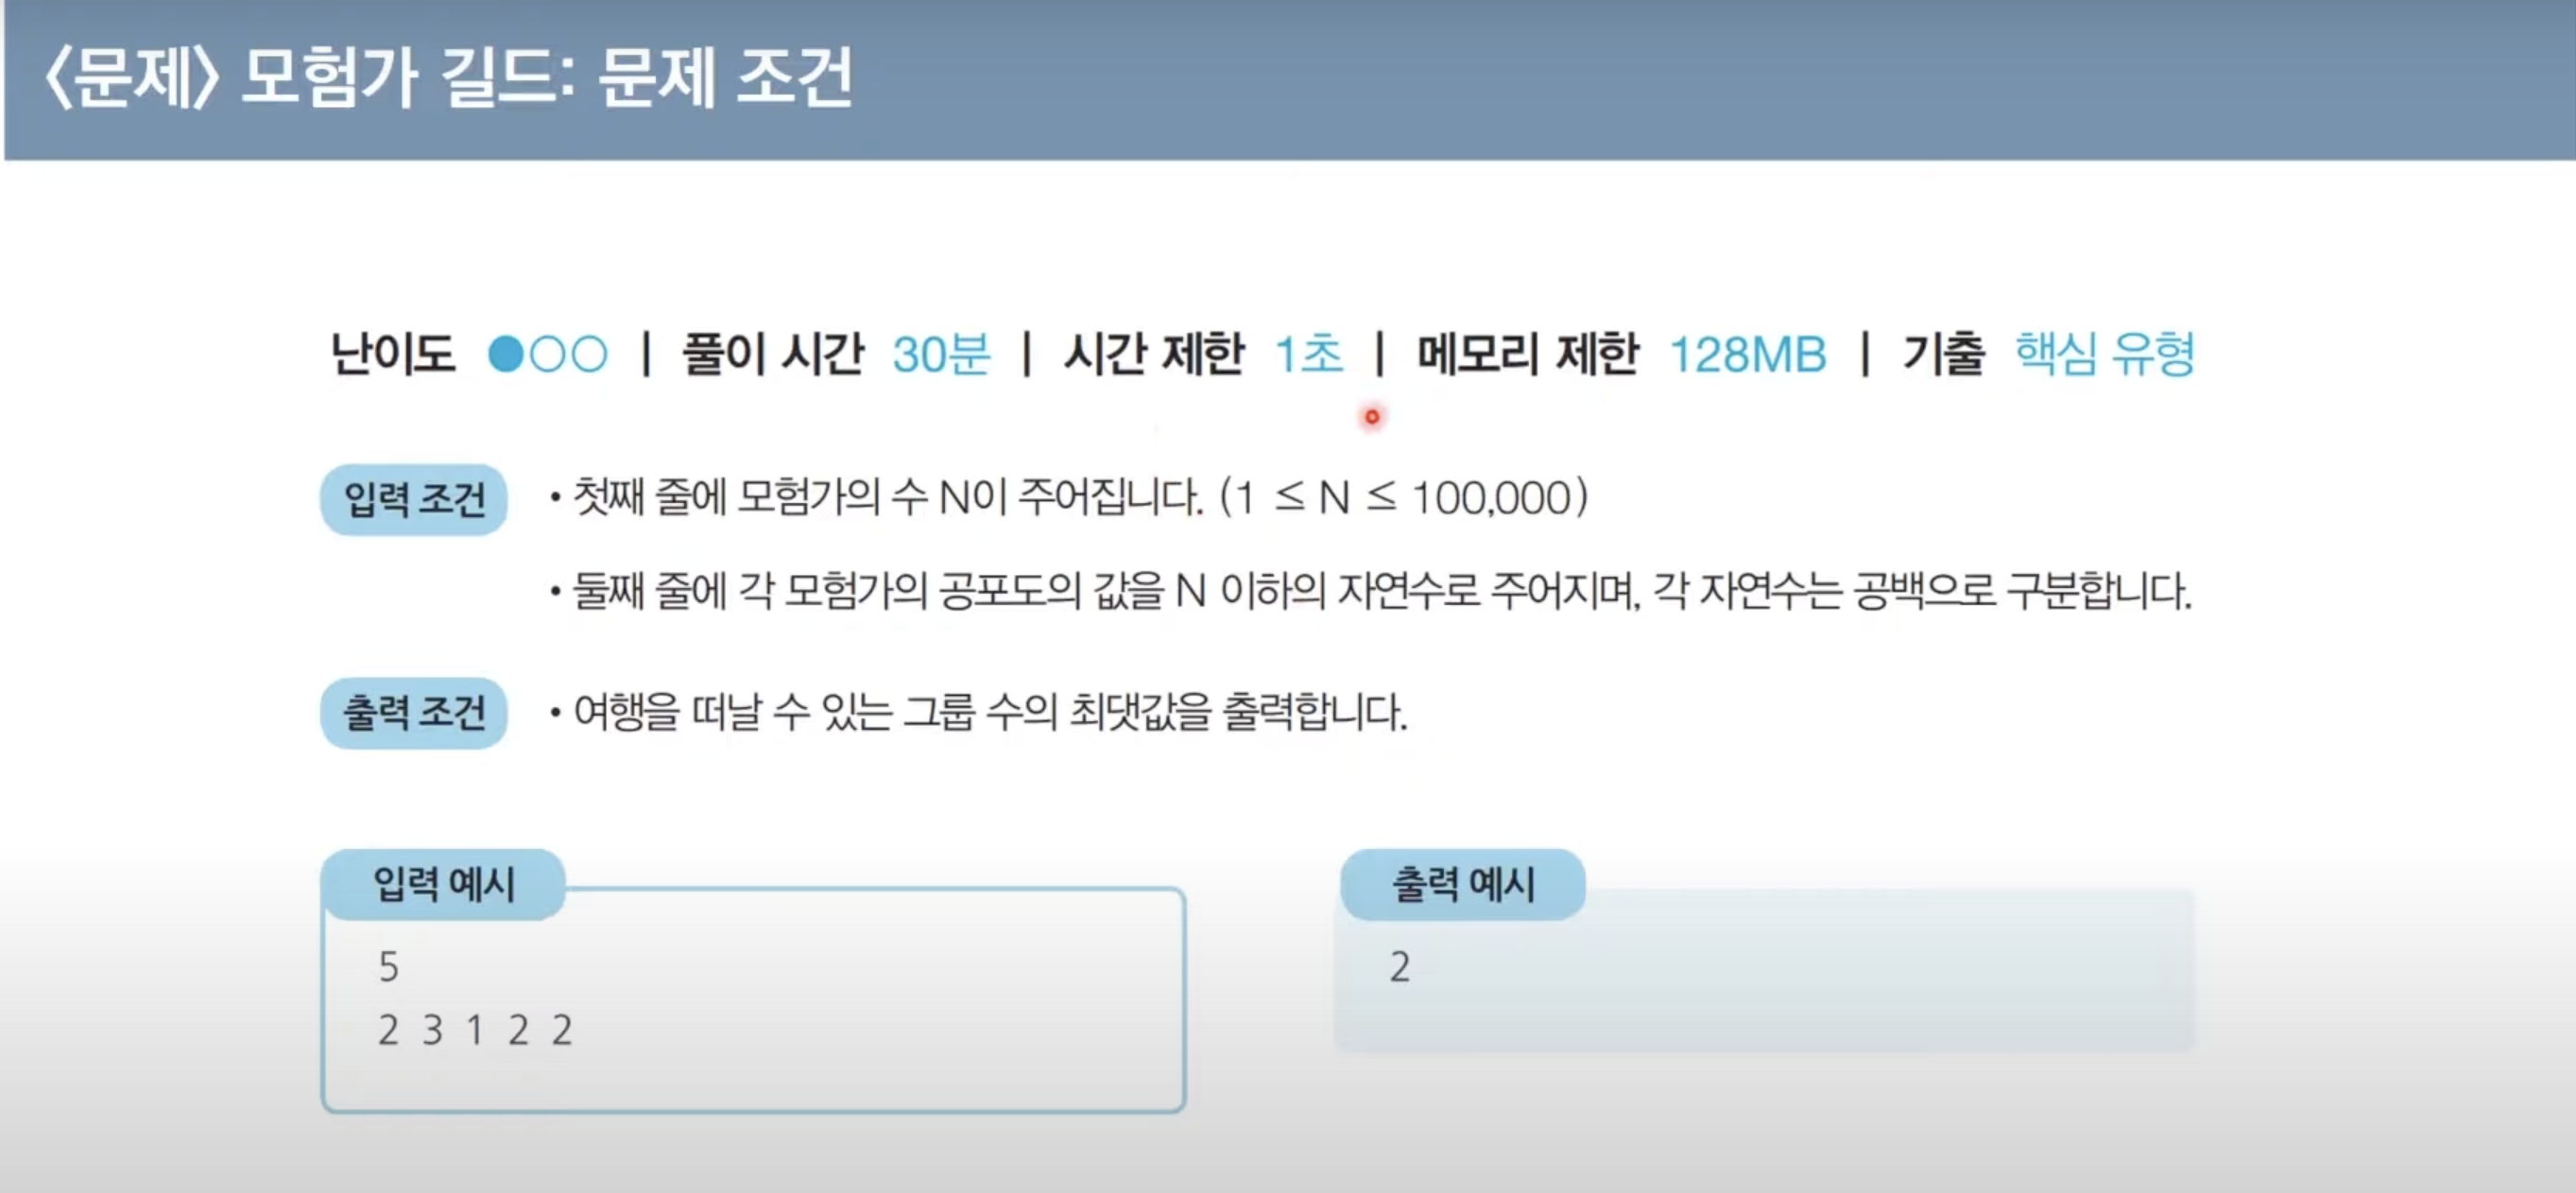 〈문제〉 모험가 길드: 문제 조건
난이도 ●○○ | 풀이 시간 30분 | 시간 제한 1초 | 메모리 제한 128MB | 기출 핵심 유형
입력 조건 • 첫째 줄에 모험가의 수 N이 주어집니다. (1 ≤ N ≤ 100,000)
• 둘째 줄에 각 모험가의 공포도의 값을 N 이하의 자연수로 주어지며, 각 자연수는 공백으로 구분합니다.
출력 조건 • 여행을 떠날 수 있는 그룹 수의 최댓값을 출력합니다.
입력 예시
5
2 3 1 2 2
출력 예시
2